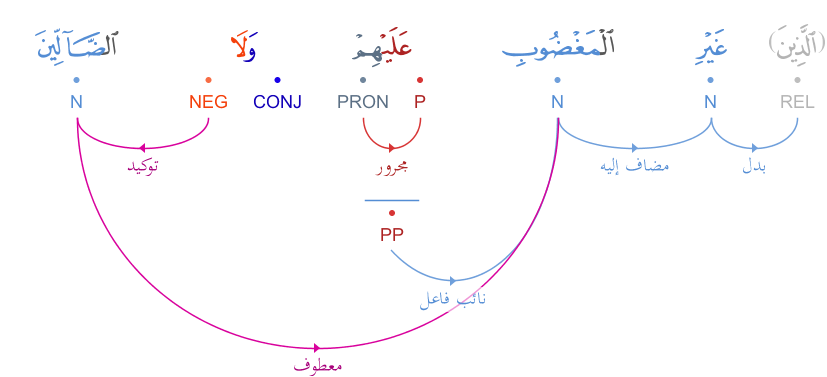 (ٱلَّذِينَ) غَيْرِ ٱلْمَغْضُوبِ عَلَيْهِمْ وَلَا ٱلضَّآلِّينَ
REL N N P PRON CONJ NEG N
بدل مضاف إليه مجرور توكيد
PP
نائب فاعل
معطوف